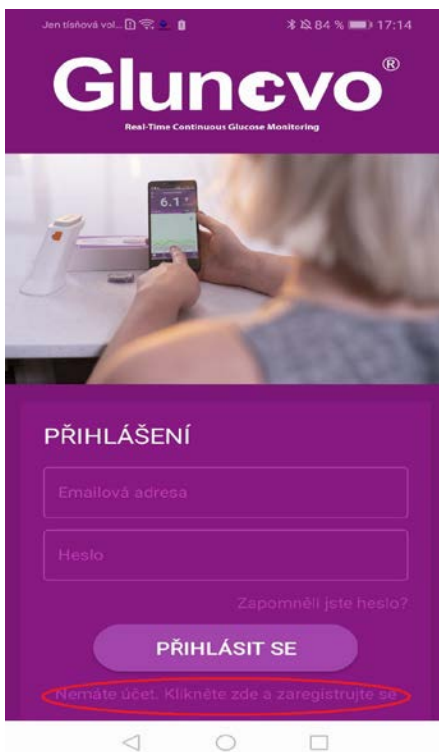 Jen tísňová vol... 84 % 17:14
Glunovo®
Real-Time Continuous Glucose Monitoring
6.1
PŘIHLÁŠENÍ
Emailová adresa
Heslo
Zapomněli jste heslo?
PŘIHLÁSIT SE
Nemáte účet. Klikněte zde a zaregistrujte se